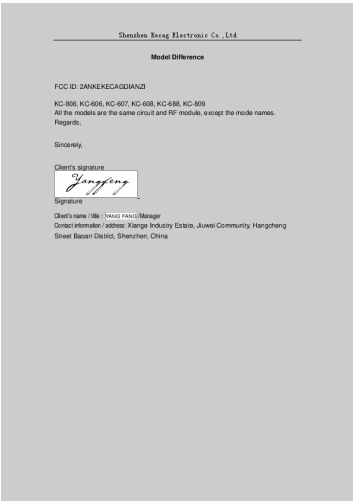 Shenzhen Kecag Electronic Co.,Ltd
Model Difference
FCC ID: 2ANKEKECAGDIANZI
KC-808, KC-606, KC-607, KC-608, KC-688, KC-809
All the models are the same circuit and RF module, except the mode names.
Regards,
Sincerely,
Client's signature
Yangfeng
Signature
Client's name / title : YANG FANG /Manager
Contact information / address: Xiange Industry Estate, Jiuwei Community, Hangcheng
Street Baoan District, Shenzhen, China